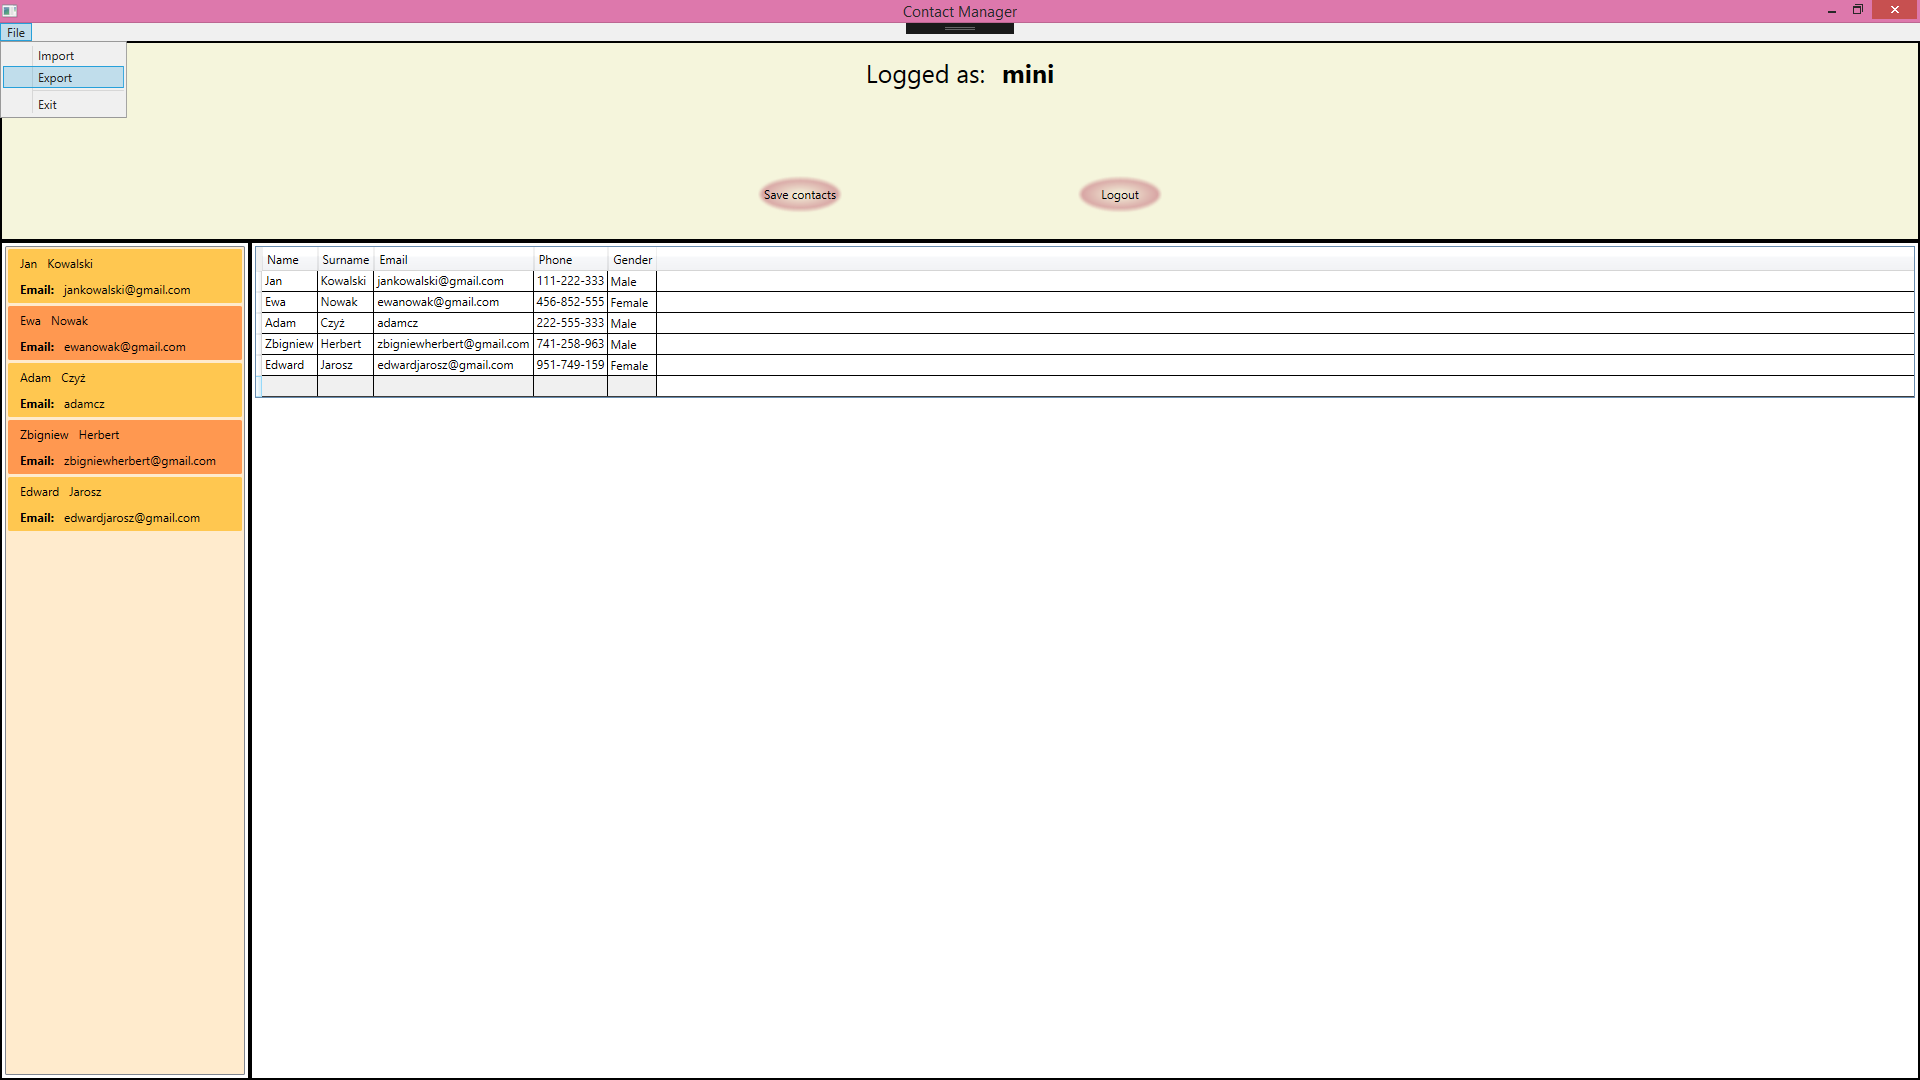 Contact Manager
File
Import
Export
Exit
Logged as: mini
Save contacts
Logout
Jan Kowalski
Email: jankowalski@gmail.com
Ewa Nowak
Email: ewanowak@gmail.com
Adam Czyż
Email: adamcz
Zbigniew Herbert
Email: zbigniewherbert@gmail.com
Edward Jarosz
Email: edwardjarosz@gmail.com
Name Surname Email Phone Gender
Jan Kowalski jankowalski@gmail.com 111-222-333 Male
Ewa Nowak ewanowak@gmail.com 456-852-555 Female
Adam Czyż adamcz 222-555-333 Male
Zbigniew Herbert zbigniewherbert@gmail.com 741-258-963 Male
Edward Jarosz edwardjarosz@gmail.com 951-749-159 Female